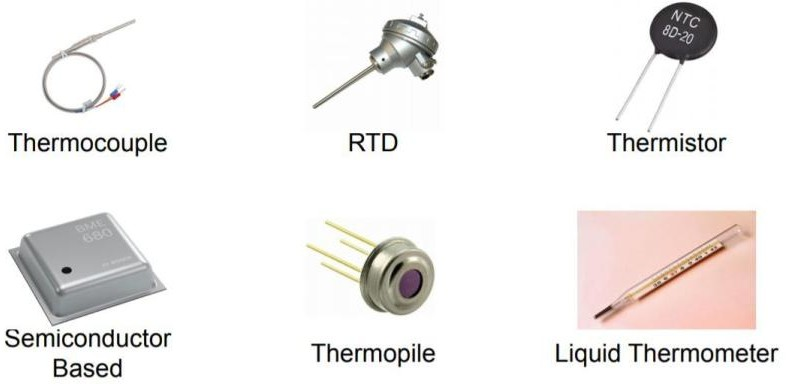 NTC
8D-20
Thermocouple
RTD
Thermistor
BME
680
Semiconductor
Based
Thermopile
Liquid Thermometer